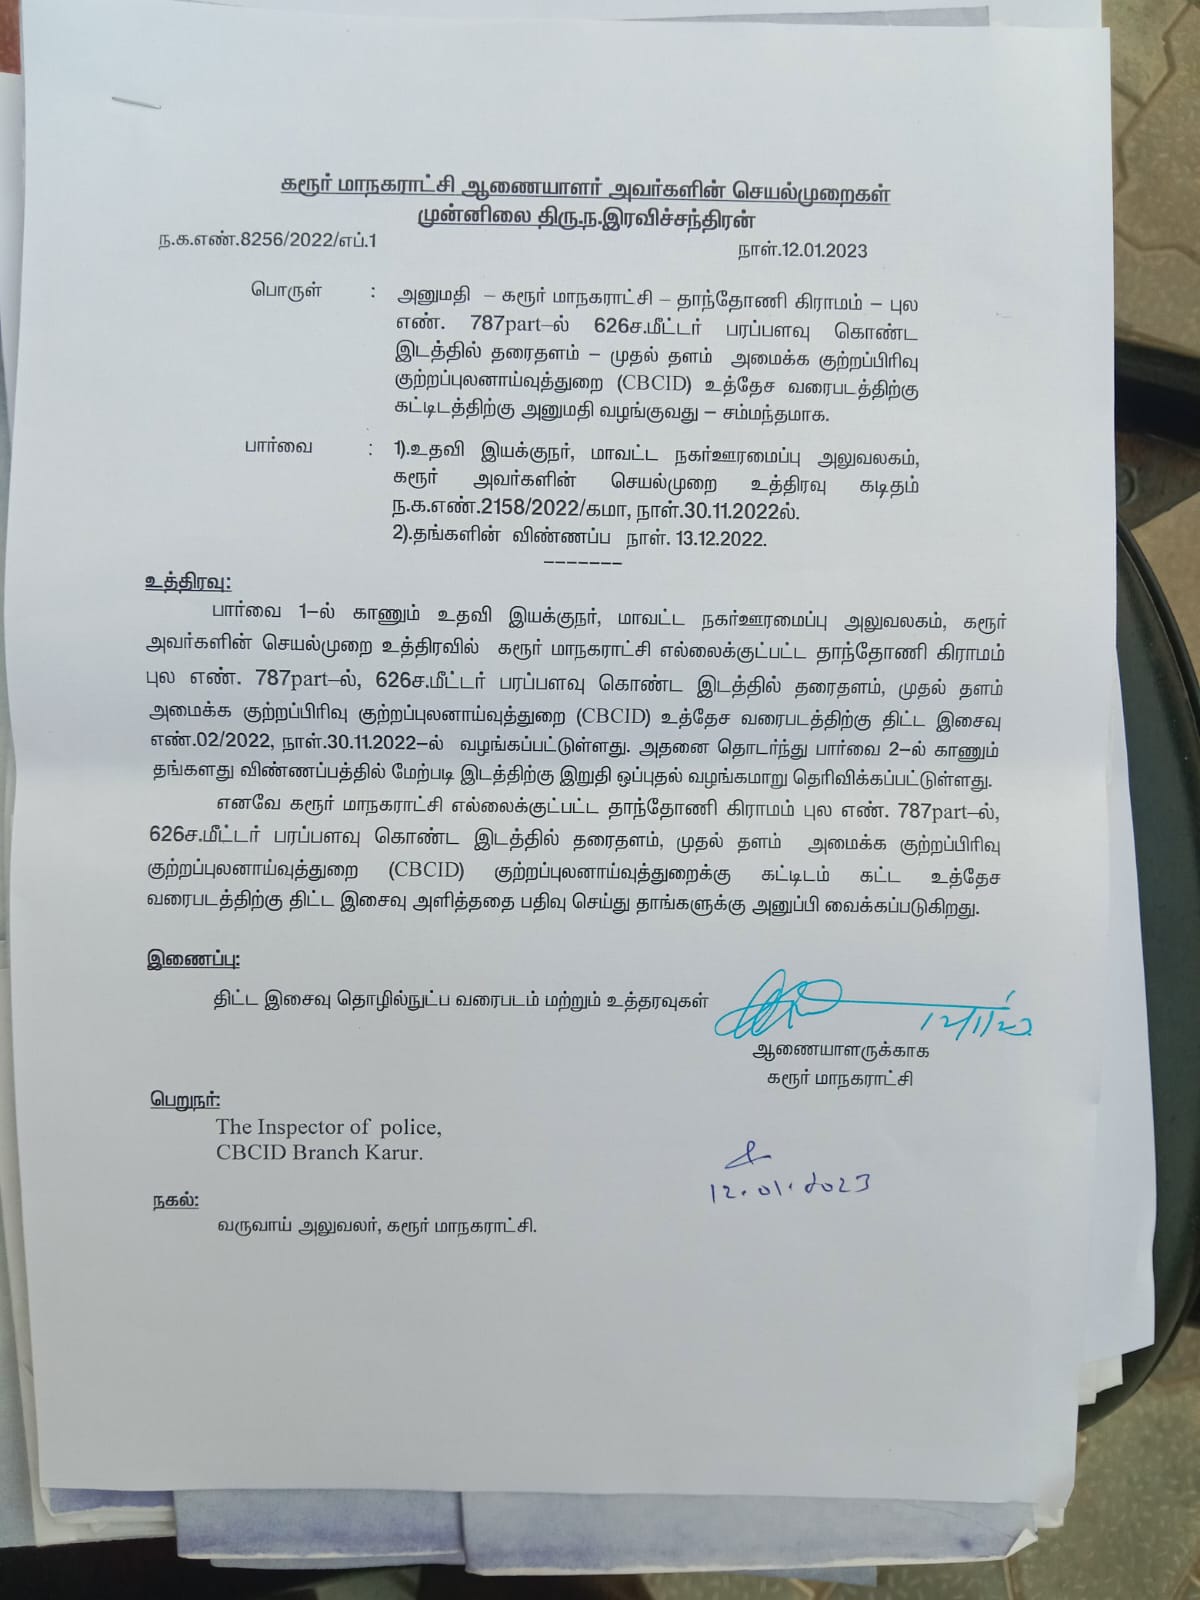 கரூர் மாநகராட்சி ஆணையாளர் அவர்களின் செயல்முறைகள்
முன்னிலை திரு.ந.இரவிச்சந்திரன்
ந.க.எண்.8256/2022/எப்.1 நாள்.12.01.2023
பொருள் : அனுமதி – கரூர் மாநகராட்சி – தாந்தோணி கிராமம் – புல
எண். 787part–ல் 626ச.மீட்டர் பரப்பளவு கொண்ட
இடத்தில் தரைதளம் – முதல் தளம் அமைக்க குற்றப்பிரிவு
குற்றப்புலனாய்வுத்துறை (CBCID) உத்தேச வரைபடத்திற்கு
கட்டிடத்திற்கு அனுமதி வழங்குவது – சம்மந்தமாக.
பார்வை : 1).உதவி இயக்குநர், மாவட்ட நகர்ஊரமைப்பு அலுவலகம்,
கரூர் அவர்களின் செயல்முறை உத்திரவு கடிதம்
ந.க.எண்.2158/2022/கமா, நாள்.30.11.2022ல்.
2).தங்களின் விண்ணப்ப நாள். 13.12.2022.
-------
உத்திரவு:
பார்வை 1–ல் காணும் உதவி இயக்குநர், மாவட்ட நகர்ஊரமைப்பு அலுவலகம், கரூர்
அவர்களின் செயல்முறை உத்திரவில் கரூர் மாநகராட்சி எல்லைக்குட்பட்ட தாந்தோணி கிராமம்
புல எண். 787part–ல், 626ச.மீட்டர் பரப்பளவு கொண்ட இடத்தில் தரைதளம், முதல் தளம்
அமைக்க குற்றப்பிரிவு குற்றப்புலனாய்வுத்துறை (CBCID) உத்தேச வரைபடத்திற்கு திட்ட இசைவு
எண்.02/2022, நாள்.30.11.2022–ல் வழங்கப்பட்டுள்ளது. அதனை தொடர்ந்து பார்வை 2–ல் காணும்
தங்களது விண்ணப்பத்தில் மேற்படி இடத்திற்கு இறுதி ஒப்புதல் வழங்கமாறு தெரிவிக்கப்பட்டுள்ளது.
எனவே கரூர் மாநகராட்சி எல்லைக்குட்பட்ட தாந்தோணி கிராமம் புல எண். 787part–ல்,
626ச.மீட்டர் பரப்பளவு கொண்ட இடத்தில் தரைதளம், முதல் தளம் அமைக்க குற்றப்பிரிவு
குற்றப்புலனாய்வுத்துறை (CBCID) குற்றப்புலனாய்வுத்துறைக்கு கட்டிடம் கட்ட உத்தேச
வரைபடத்திற்கு திட்ட இசைவு அளித்ததை பதிவு செய்து தாங்களுக்கு அனுப்பி வைக்கப்படுகிறது.
இணைப்பு:
திட்ட இசைவு தொழில்நுட்ப வரைபடம் மற்றும் உத்தரவுகள்
12/1/23
ஆணையாளருக்காக
கரூர் மாநகராட்சி
பெறுநர்:
The Inspector of police,
CBCID Branch Karur.
12.01.2023
நகல்:
வருவாய் அலுவலர், கரூர் மாநகராட்சி.